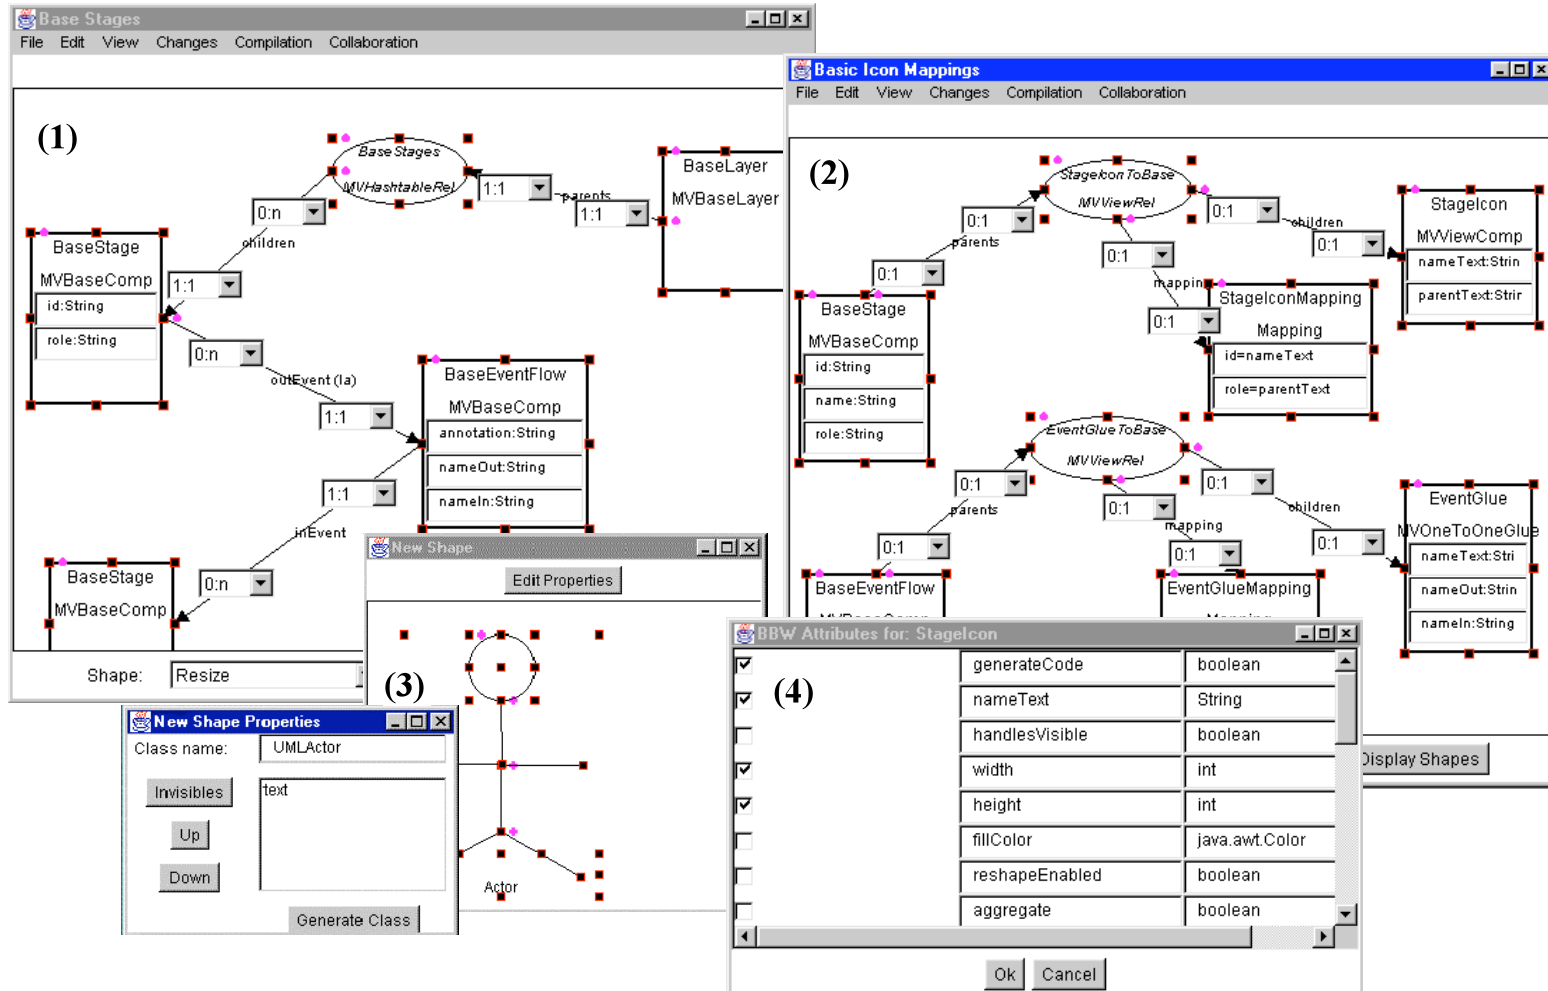 Base Stages
File Edit View Changes Compilation Collaboration
(1)
BaseStages
MVHashtableRel
1:1
parents
1:1
BaseLayer
MVBaseLayer
0:n
children
1:1
BaseStage
MVBaseComp
id:String
role:String
0:n
outEvent (Ia)
1:1
BaseEventFlow
MVBaseComp
annotation:String
nameOut:String
nameIn:String
1:1
inEvent
0:n
BaseStage
MVBaseComp
Shape: Resize
Basic Icon Mappings
File Edit View Changes Compilation Collaboration
(2)
StageIconToBase
MVViewRel
0:1
parents
0:1
0:1
children
0:1
StageIcon
MVViewComp
nameText:Strin
parentText:Strir
0:1
mapping
0:1
StageIconMapping
Mapping
id=nameText
role=parentText
BaseStage
MVBaseComp
id:String
name:String
role:String
EventGlueToBase
MVViewRel
0:1
parents
0:1
0:1
children
0:1
0:1
mapping
0:1
EventGlue
MVOneToOneGlue
nameText:Stri
nameOut:Strin
nameIn:String
BaseEventFlow
MVBaseComp
EventGlueMapping
Mapping
Display Shapes
New Shape
Edit Properties
(3)
Actor
New Shape Properties
Class name: UMLActor
Invisibles
text
Up
Down
Generate Class
BBW Attributes for: StageIcon
(4)
generateCode boolean
nameText String
handlesVisible boolean
width int
height int
fillColor java.awt.Color
reshapeEnabled boolean
aggregate boolean
Ok Cancel